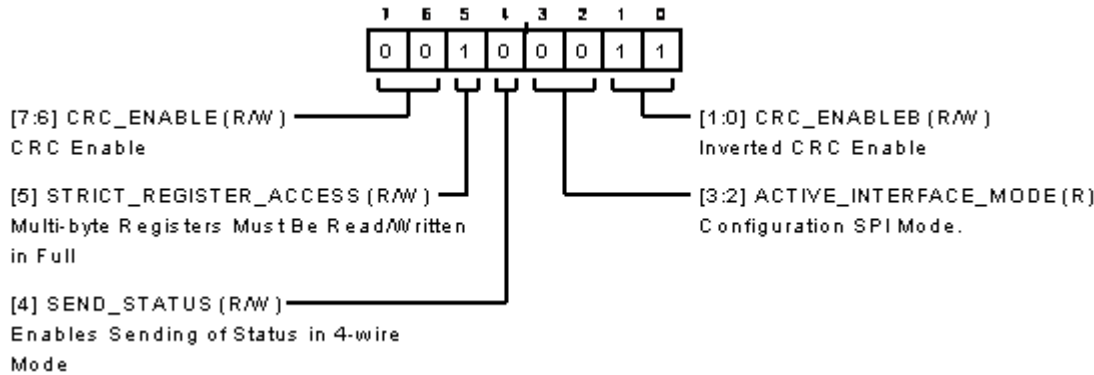 7 6 5 4 3 2 1 0
0 0 1 0 0 0 1 1
[7:6] CRC_ENABLE (R/W)
CRC Enable
[5] STRICT_REGISTER_ACCESS (R/W)
Multi-byte Registers Must Be Read/Written
in Full
[4] SEND_STATUS (R/W)
Enables Sending of Status in 4-wire
Mode
[1:0] CRC_ENABLEB (R/W)
Inverted CRC Enable
[3:2] ACTIVE_INTERFACE_MODE (R)
Configuration SPI Mode.